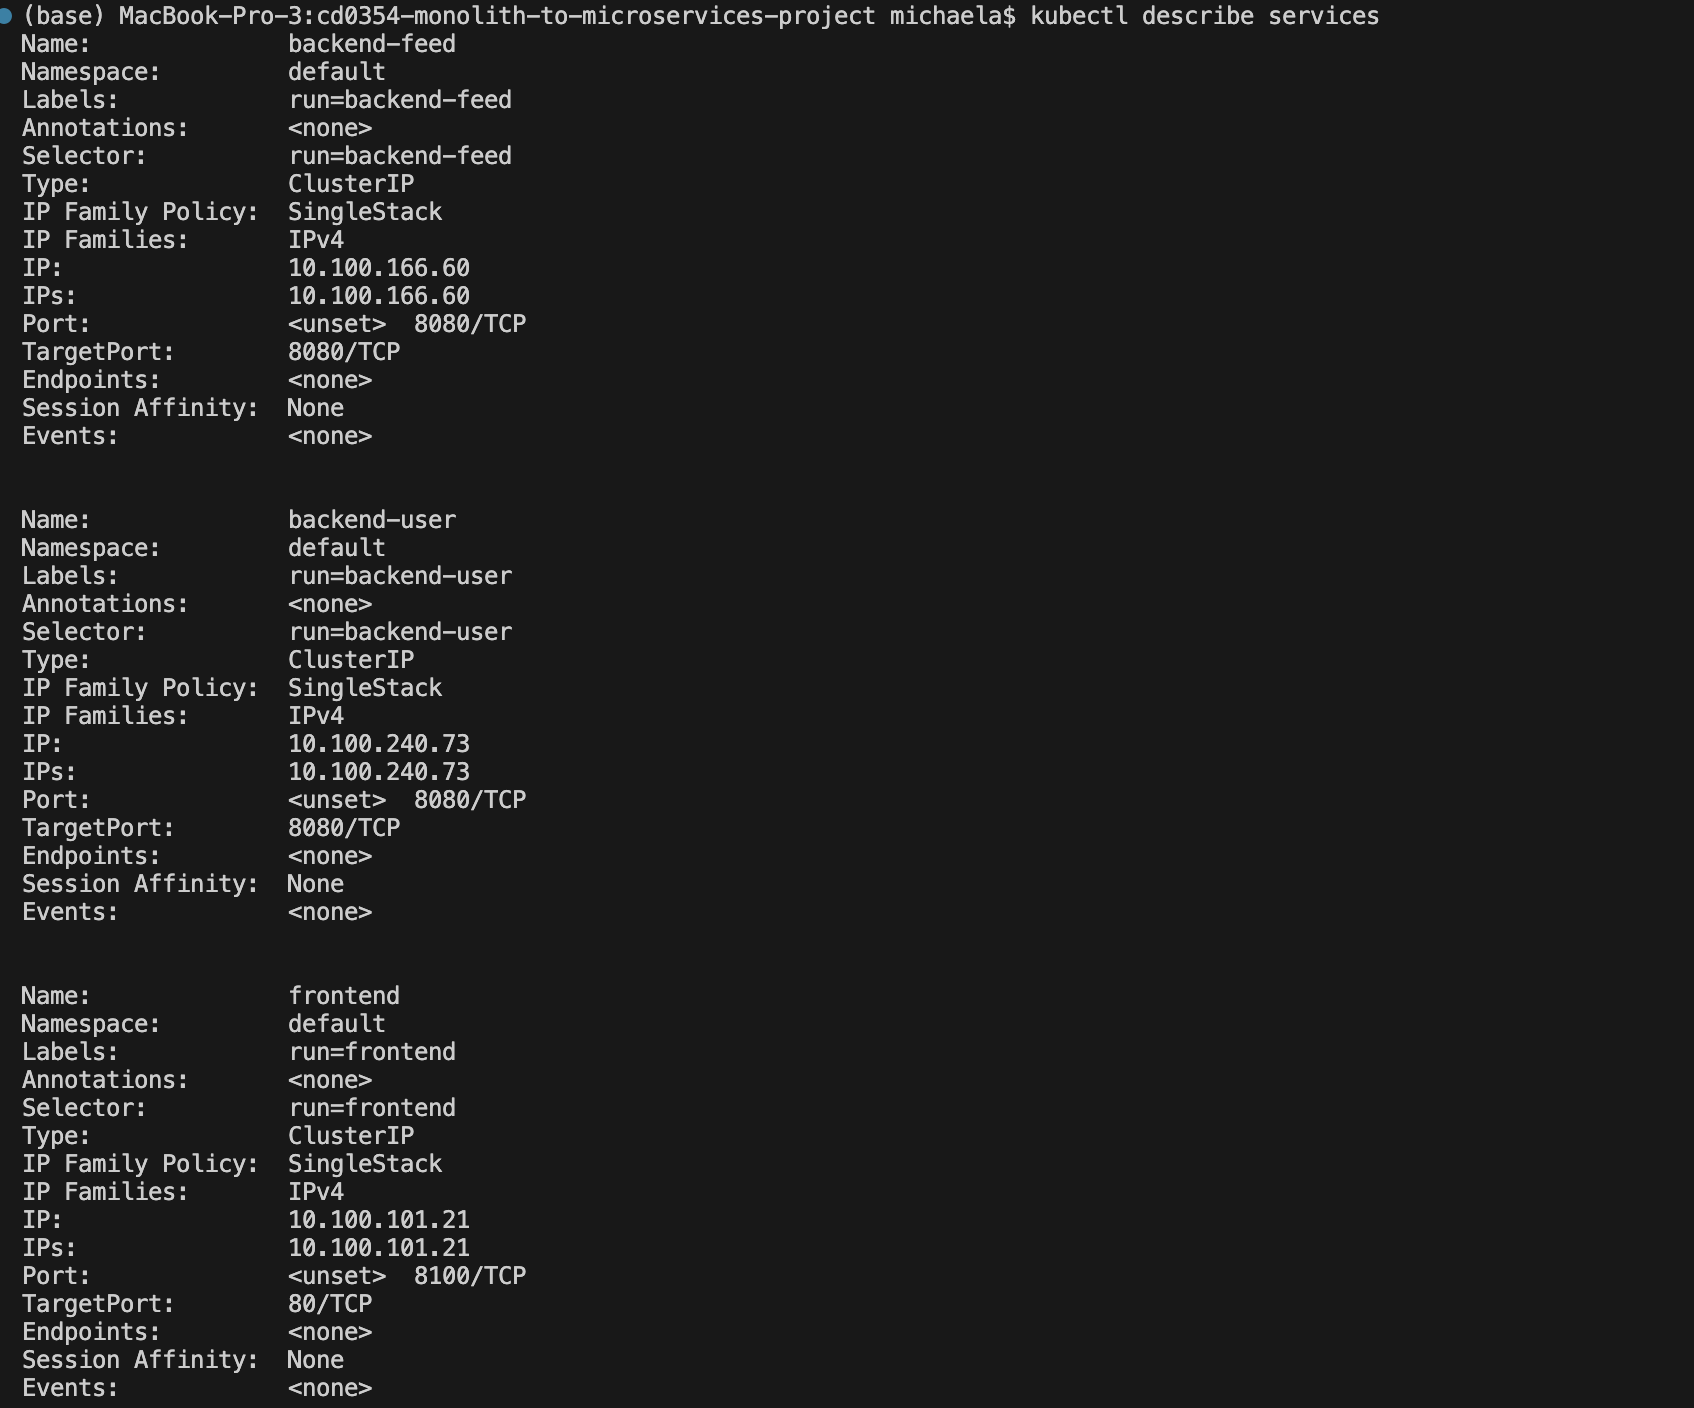 (base) MacBook-Pro-3:cd0354-monolith-to-microservices-project michaela$ kubectl describe services
Name:              backend-feed
Namespace:         default
Labels:            run=backend-feed
Annotations:       <none>
Selector:          run=backend-feed
Type:              ClusterIP
IP Family Policy:  SingleStack
IP Families:       IPv4
IP:                10.100.166.60
IPs:               10.100.166.60
Port:              <unset>  8080/TCP
TargetPort:        8080/TCP
Endpoints:         <none>
Session Affinity:  None
Events:            <none>

Name:              backend-user
Namespace:         default
Labels:            run=backend-user
Annotations:       <none>
Selector:          run=backend-user
Type:              ClusterIP
IP Family Policy:  SingleStack
IP Families:       IPv4
IP:                10.100.240.73
IPs:               10.100.240.73
Port:              <unset>  8080/TCP
TargetPort:        8080/TCP
Endpoints:         <none>
Session Affinity:  None
Events:            <none>

Name:              frontend
Namespace:         default
Labels:            run=frontend
Annotations:       <none>
Selector:          run=frontend
Type:              ClusterIP
IP Family Policy:  SingleStack
IP Families:       IPv4
IP:                10.100.101.21
IPs:               10.100.101.21
Port:              <unset>  8100/TCP
TargetPort:        80/TCP
Endpoints:         <none>
Session Affinity:  None
Events:            <none>